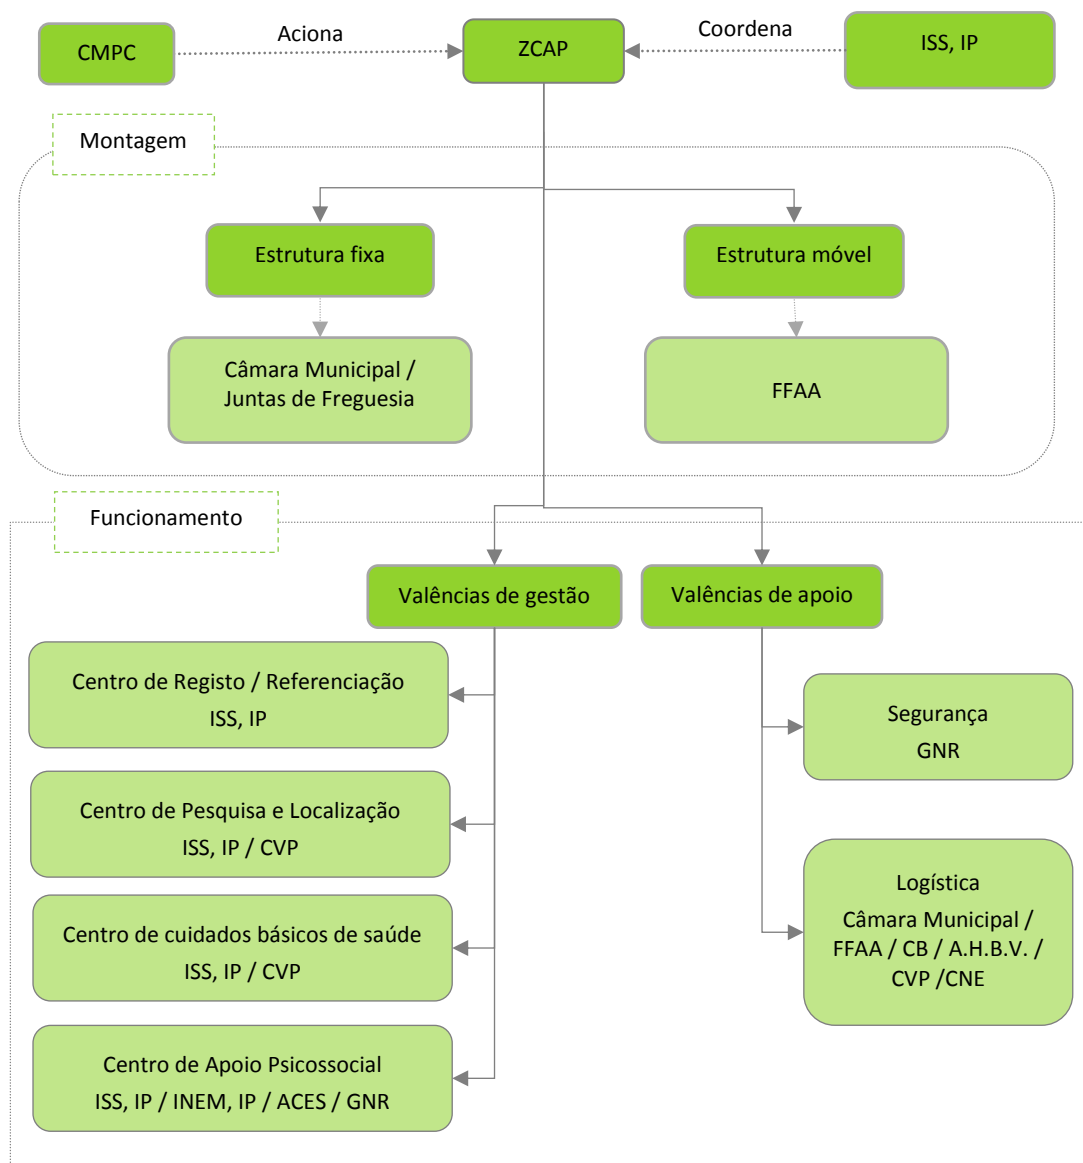 CMPC
Aciona
ZCAP
Coordena
ISS, IP
Montagem
Estrutura fixa
Estrutura móvel
Câmara Municipal /
Juntas de Freguesia
FFAA
Funcionamento
Valências de gestão
Valências de apoio
Centro de Registo / Referenciação
ISS, IP
Segurança
GNR
Centro de Pesquisa e Localização
ISS, IP / CVP
Centro de cuidados básicos de saúde
ISS, IP / CVP
Logística
Câmara Municipal /
FFAA / CB / A.H.B.V. /
CVP /CNE
Centro de Apoio Psicossocial
ISS, IP / INEM, IP / ACES / GNR